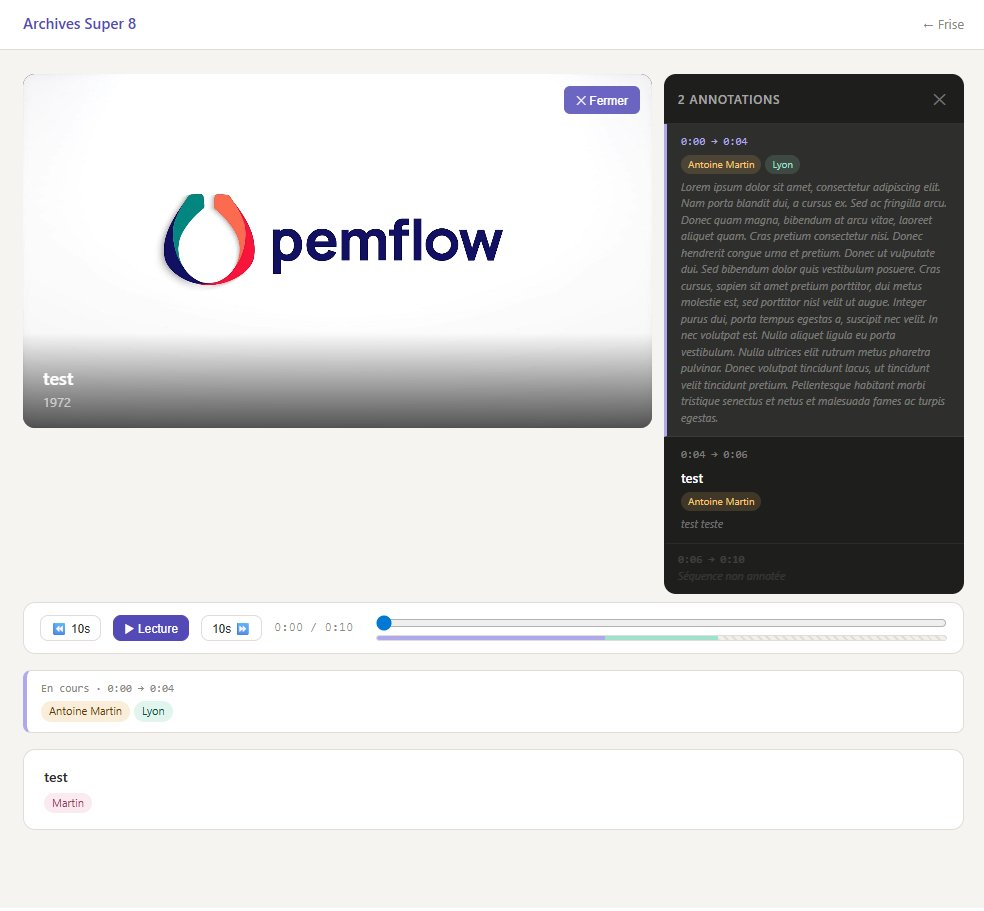 Archives Super 8
← Frise
✕ Fermer
pemflow
test
1972
2 ANNOTATIONS
0:00 → 0:04
Antoine Martin
Lyon
Lorem ipsum dolor sit amet, consectetur adipiscing elit.
Nam porta blandit dui, a cursus ex. Sed ac fringilla arcu.
Donec quam magna, bibendum at arcu vitae, laoreet
aliquet quam. Cras pretium consectetur nisi. Donec
hendrerit congue urna et pretium. Donec ut vulputate
dui. Sed bibendum dolor quis vestibulum posuere. Cras
cursus, sapien sit amet pretium porttitor, dui metus
molestie est, sed porttitor nisl velit ut augue. Integer
purus dui, porta tempus egestas a, suscipit nec velit. In
nec volutpat est. Nulla aliquet ligula eu porta
vestibulum. Nulla ultrices elit rutrum metus pharetra
pulvinar. Donec volutpat tincidunt lacus, ut tincidunt
velit tincidunt pretium. Pellentesque habitant morbi
tristique senectus et netus et malesuada fames ac turpis
egestas.
0:04 → 0:06
test
Antoine Martin
test teste
0:06 → 0:10
Séquence non annotée
⏪ 10s
▶ Lecture
10s ⏩
0:00 / 0:10
En cours · 0:00 → 0:04
Antoine Martin
Lyon
test
Martin